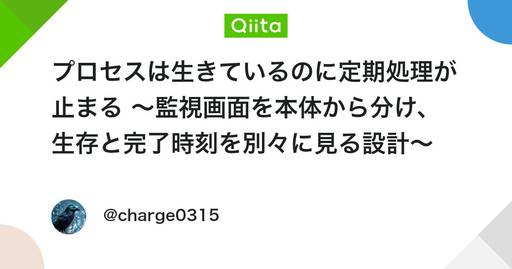 Qiita
プロセスは生きているのに定期処理が
止まる ～監視画面を本体から分け、
生存と完了時刻を別々に見る設計～
@charge0315